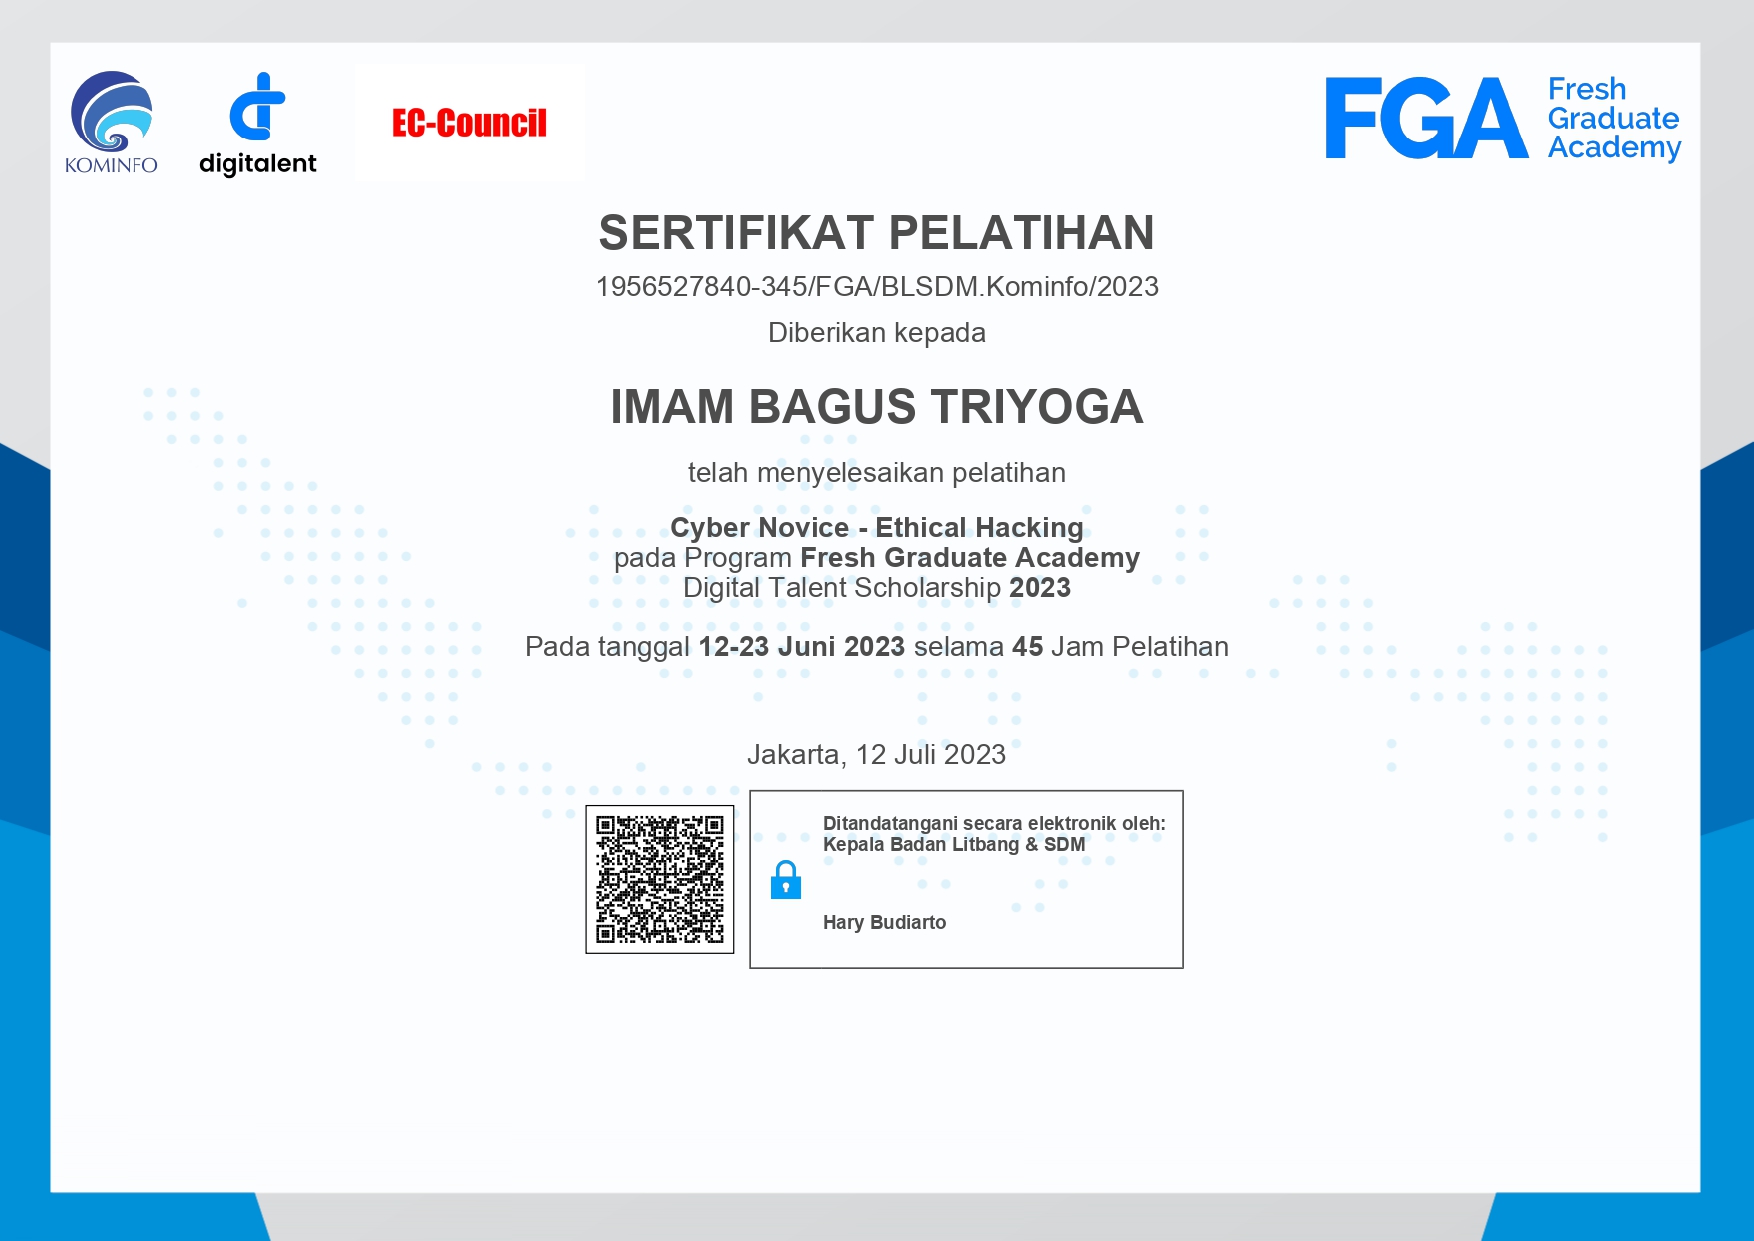 KOMINFO
digitalent
EC-Council
FGA
Fresh
Graduate
Academy
SERTIFIKAT PELATIHAN
1956527840-345/FGA/BLSDM.Kominfo/2023
Diberikan kepada
IMAM BAGUS TRIYOGA
telah menyelesaikan pelatihan
Cyber Novice - Ethical Hacking
pada Program Fresh Graduate Academy
Digital Talent Scholarship 2023
Pada tanggal 12-23 Juni 2023 selama 45 Jam Pelatihan
Jakarta, 12 Juli 2023
Ditandatangani secara elektronik oleh:
Kepala Badan Litbang & SDM
Hary Budiarto